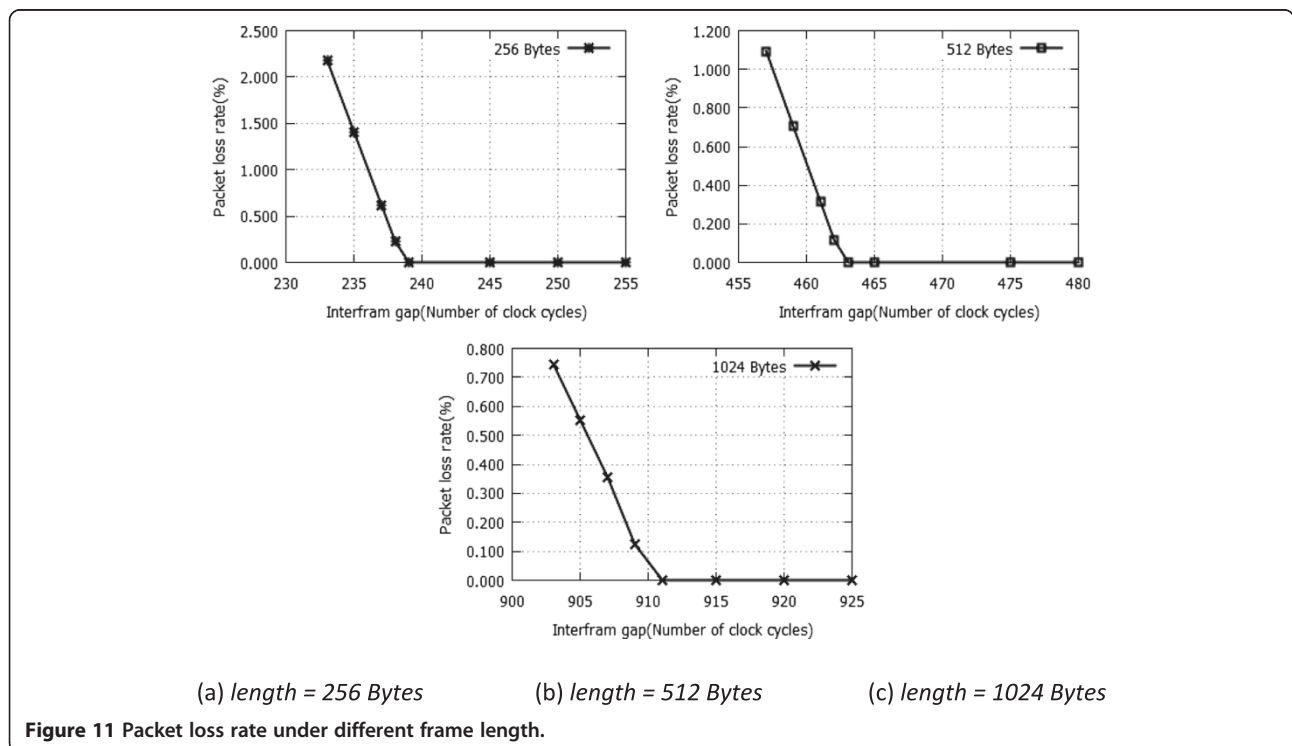 2.500
2.000
1.500
1.000
0.500
0.000
Packet loss rate(%)
256 Bytes
230 235 240 245 250 255
Interfram gap(Number of clock cycles)
1.200
1.000
0.800
0.600
0.400
0.200
0.000
Packet loss rate(%)
512 Bytes
455 460 465 470 475 480
Interfram gap(Number of clock cycles)
0.800
0.700
0.600
0.500
0.400
0.300
0.200
0.100
0.000
Packet loss rate(%)
1024 Bytes
900 905 910 915 920 925
Interfram gap(Number of clock cycles)
(a) length = 256 Bytes (b) length = 512 Bytes (c) length = 1024 Bytes
Figure 11 Packet loss rate under different frame length.